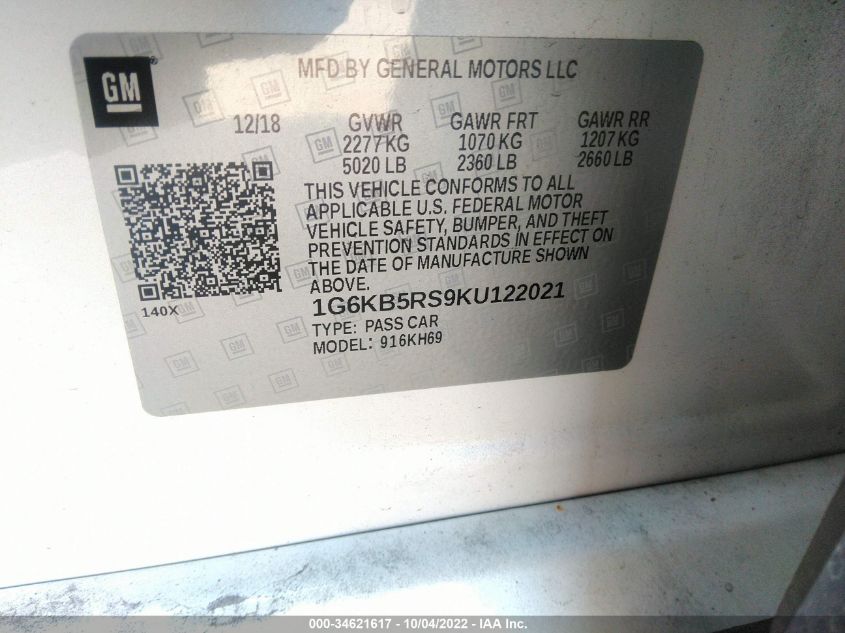 GM
MFD BY GENERAL MOTORS LLC
12/18 GVWR GAWR FRT GAWR RR
2277KG 1070 KG 1207 KG
5020 LB 2360 LB 2660 LB
THIS VEHICLE CONFORMS TO ALL
APPLICABLE U.S. FEDERAL MOTOR
VEHICLE SAFETY, BUMPER, AND THEFT
PREVENTION STANDARDS IN EFFECT ON
THE DATE OF MANUFACTURE SHOWN
ABOVE.
140X
1G6KB5RS9KU122021
TYPE: PASS CAR
MODEL: 916KH69
000-34621617 - 10/04/2022 - IAA Inc.